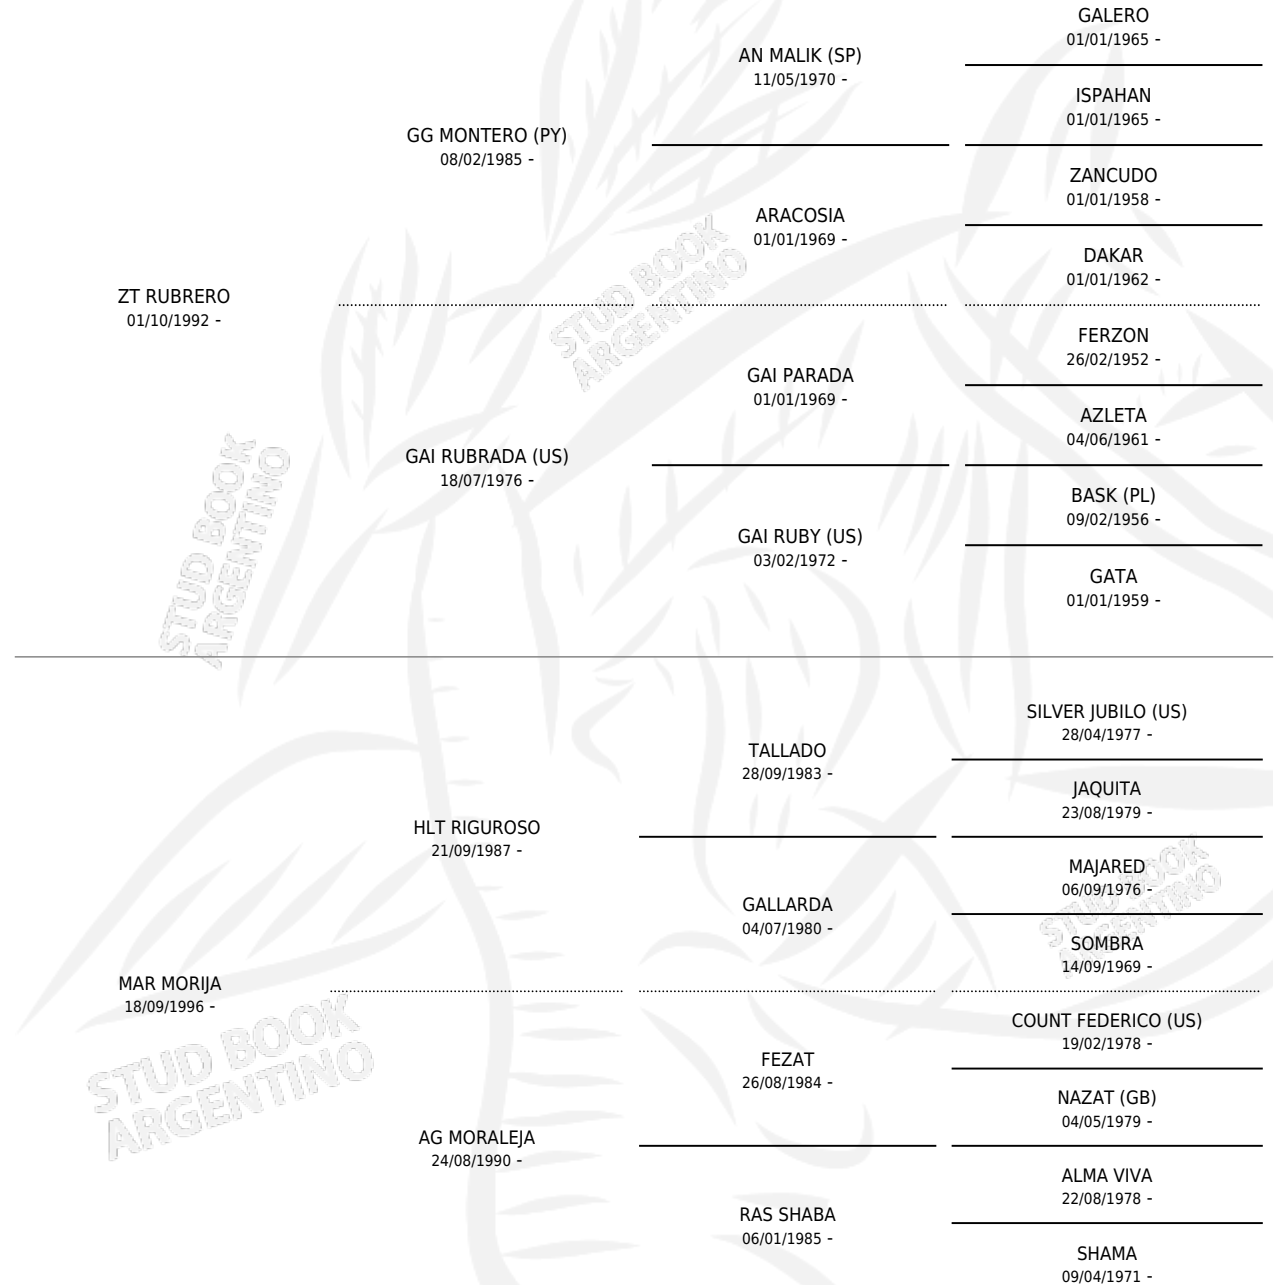 GALERO
01/01/1965 -
AN MALIK (SP)
11/05/1970 -
ISPAHAN
01/01/1965 -
GG MONTERO (PY)
08/02/1985 -
ZANCUDO
01/01/1958 -
ARACOSIA
01/01/1969 -
DAKAR
01/01/1962 -
ZT RUBRERO
01/10/1992 -
FERZON
26/02/1952 -
GAI PARADA
01/01/1969 -
AZLETA
04/06/1961 -
GAI RUBRADA (US)
18/07/1976 -
BASK (PL)
09/02/1956 -
GAI RUBY (US)
03/02/1972 -
GATA
01/01/1959 -
STUD BOOK
ARGENTINO
STUD BOOK
ARGENTINO
SILVER JUBILO (US)
28/04/1977 -
TALLADO
28/09/1983 -
JAQUITA
23/08/1979 -
HLT RIGUROSO
21/09/1987 -
MAJARED
06/09/1976 -
GALLARDA
04/07/1980 -
SOMBRA
14/09/1969 -
STUD BOOK
ARGENTINO
MAR MORIJA
18/09/1996 -
COUNT FEDERICO (US)
19/02/1978 -
FEZAT
26/08/1984 -
NAZAT (GB)
04/05/1979 -
STUD BOOK
ARGENTINO
AG MORALEJA
24/08/1990 -
ALMA VIVA
22/08/1978 -
RAS SHABA
06/01/1985 -
SHAMA
09/04/1971 -